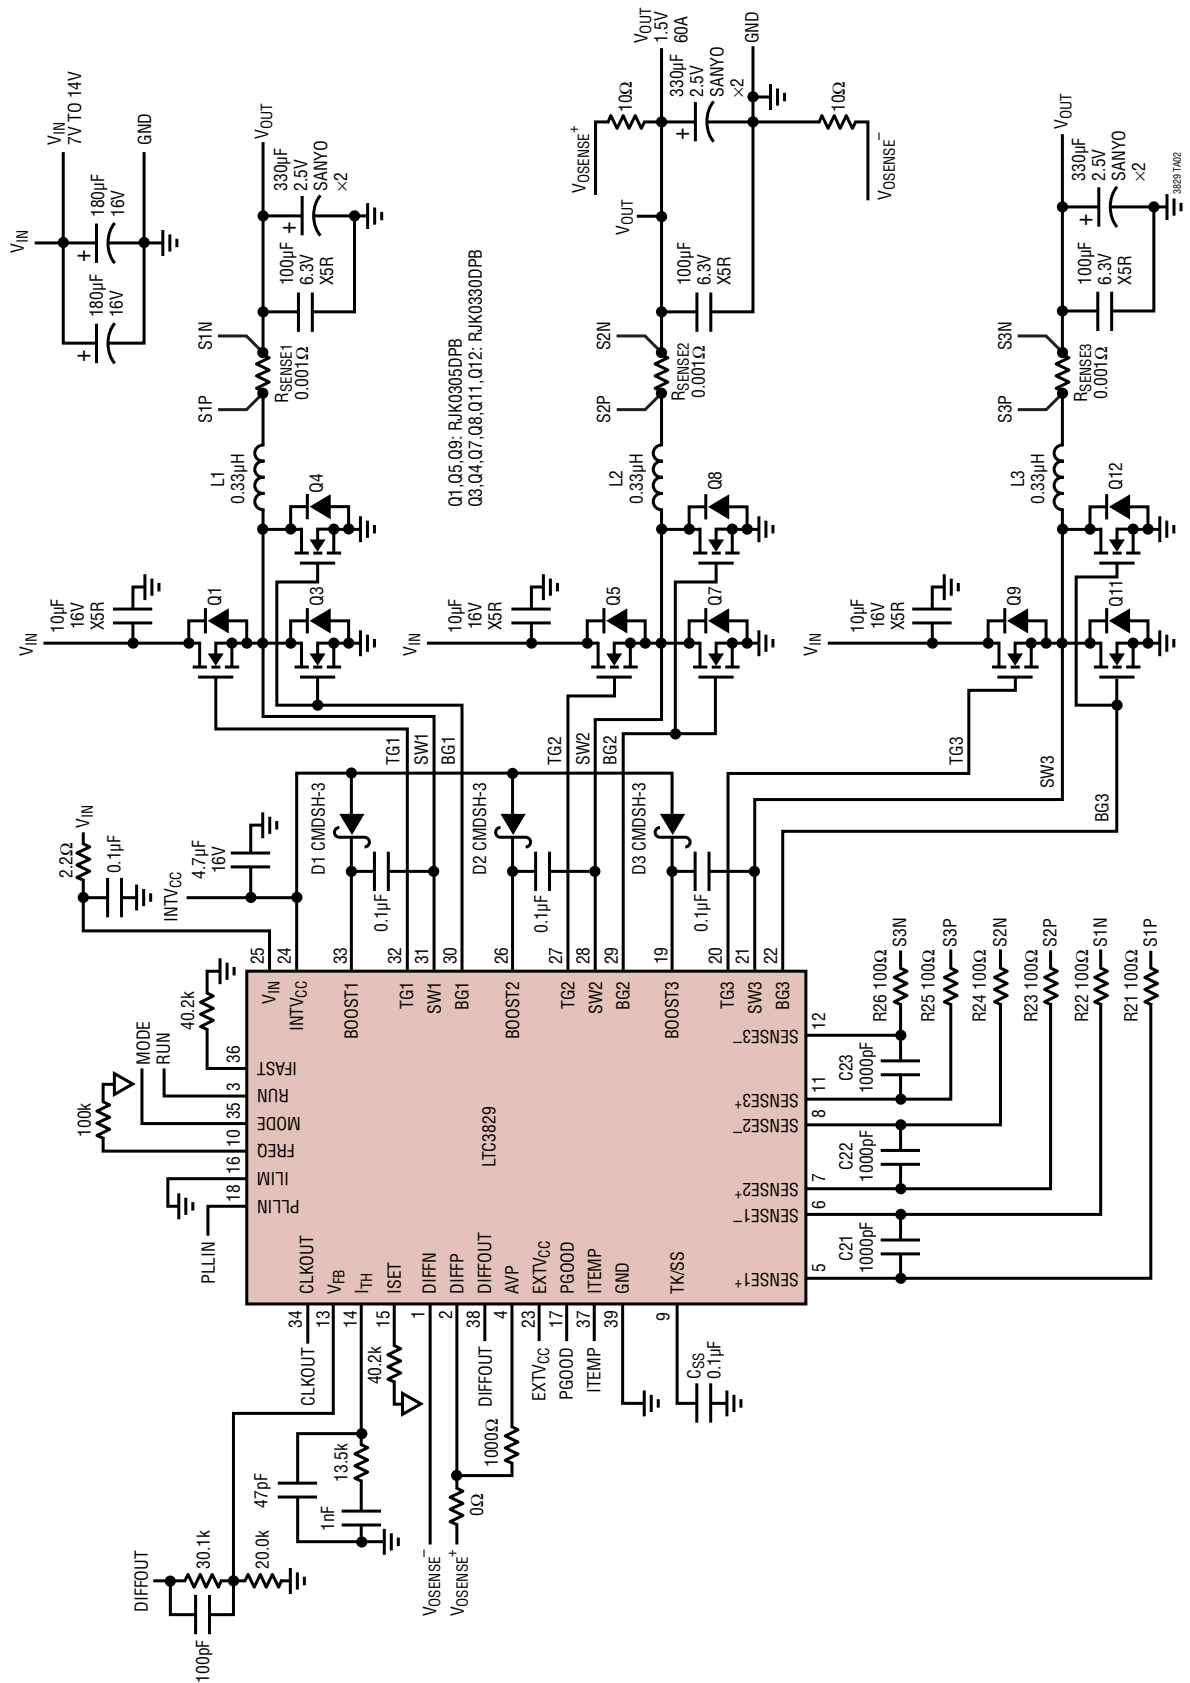 VIN
VIN
7V TO 14V
180µF
16V
180µF
16V
GND
VOUT
330µF
2.5V
SANYO
×2
100µF
6.3V
X5R
S1N
S1P
RSENSE1
0.001Ω
L1
0.33µH
Q4
Q1
Q3
10µF
16V
X5R
VIN
Q1,Q5,Q9: RJK0305DPB
Q3,Q4,Q7,Q8,Q11,Q12: RJK0330DPB
VOSENSE+
10Ω
VOUT
1.5V
60A
330µF
2.5V
SANYO
×2
GND
10Ω
VOSENSE−
VOUT
100µF
6.3V
X5R
S2N
S2P
RSENSE2
0.001Ω
L2
0.33µH
Q8
Q5
Q7
10µF
16V
X5R
VIN
VOUT
330µF
2.5V
SANYO
×2
3829 TA02
100µF
6.3V
X5R
S3N
S3P
RSENSE3
0.001Ω
L3
0.33µH
Q12
Q9
Q11
10µF
16V
X5R
VIN
TG1
SW1
BG1
TG2
SW2
BG2
TG3
SW3
BG3
VIN
2.2Ω
0.1µF
INTVCC
4.7µF
16V
D1 CMDSH-3
0.1µF
D2 CMDSH-3
0.1µF
D3 CMDSH-3
0.1µF
25
24
33
32
31
30
26
27
28
29
19
20
21
22
VIN
INTVCC
BOOST1
TG1
SW1
BG1
BOOST2
TG2
SW2
BG2
BOOST3
TG3
SW3
BG3
LTC3829
40.2k
MODE
RUN
100k
PLLIN
36
3
35
10
16
18
IFAST
RUN
MODE
FREQ
ILIM
PLLIN
SENSE3−
SENSE3+
SENSE2−
SENSE2+
SENSE1−
SENSE1+
12
11
8
7
6
5
C23
1000pF
C22
1000pF
C21
1000pF
R26 100Ω
S3N
R25 100Ω
S3P
R24 100Ω
S2N
R23 100Ω
S2P
R22 100Ω
S1N
R21 100Ω
S1P
CLKOUT
VFB
ITH
ISET
DIFFN
DIFFP
DIFFOUT
AVP
EXTVCC
PGOOD
ITEMP
GND
TK/SS
34
13
14
15
1
2
38
4
23
17
37
39
9
CLKOUT
40.2k
DIFFOUT
EXTVCC
PGOOD
ITEMP
CSS
0.1µF
47pF
13.5k
1nF
1000Ω
0Ω
VOSENSE−
VOSENSE+
DIFFOUT
30.1k
20.0k
100pF